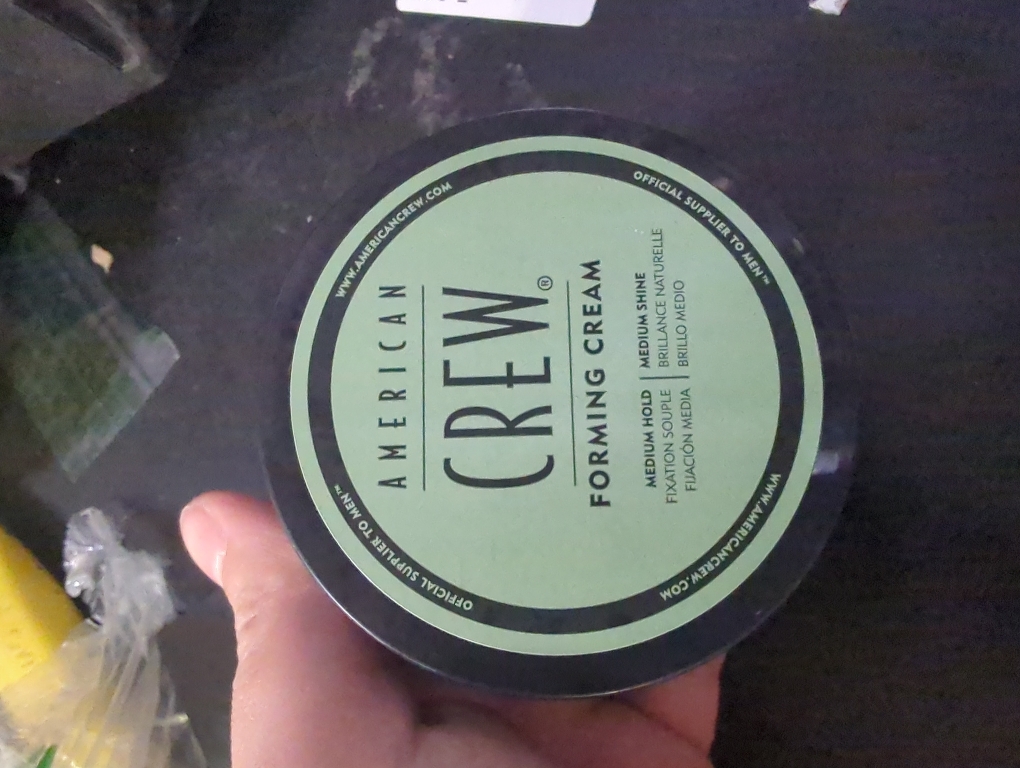 AMERICAN
CREW®
FORMING CREAM
MEDIUM HOLD | MEDIUM SHINE
FIXATION SOUPLE | BRILLANCE NATURELLE
FIJACIÓN MEDIA | BRILLO MEDIO
OFFICIAL SUPPLIER TO MEN™
WWW.AMERICANCREW.COM
OFFICIAL SUPPLIER TO MEN™
WWW.AMERICANCREW.COM